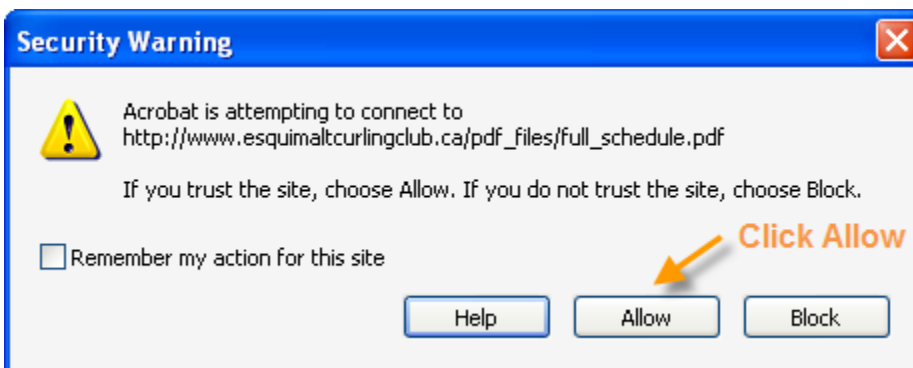 Security Warning
Acrobat is attempting to connect to
http://www.esquimaltcurlingclub.ca/pdf_files/full_schedule.pdf
If you trust the site, choose Allow. If you do not trust the site, choose Block.
Click Allow
Remember my action for this site
Help Allow Block